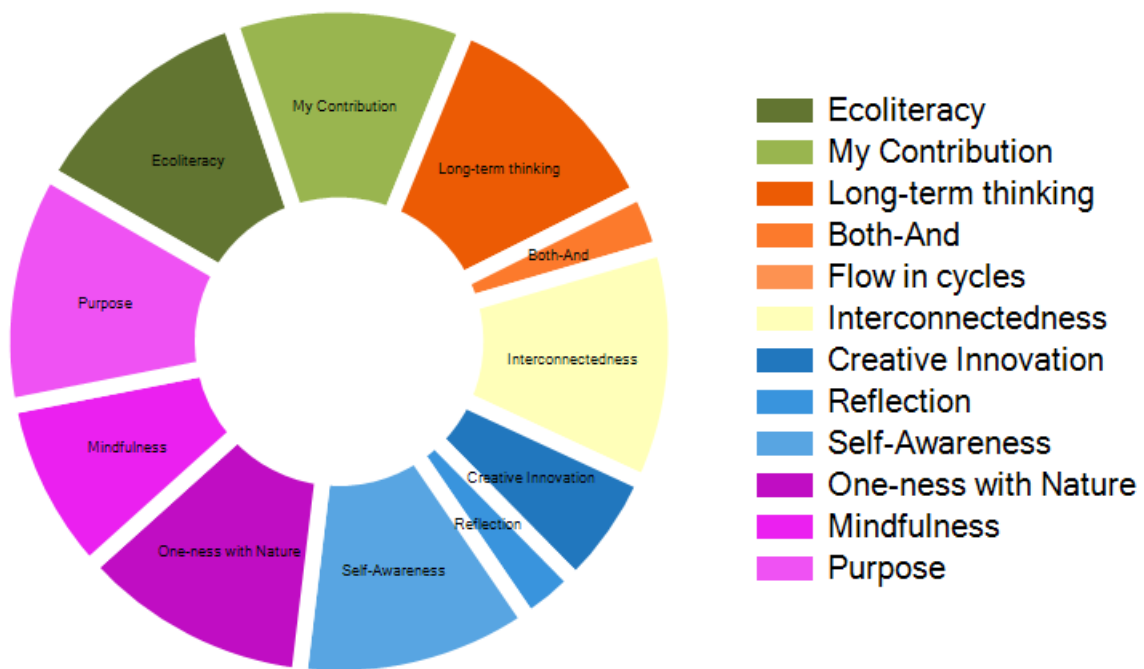 My Contribution
Ecoliteracy
Long-term thinking
Both-And
Purpose
Interconnectedness
Mindfulness
Creative Innovation
Reflection
One-ness with Nature
Self-Awareness
Ecoliteracy
My Contribution
Long-term thinking
Both-And
Flow in cycles
Interconnectedness
Creative Innovation
Reflection
Self-Awareness
One-ness with Nature
Mindfulness
Purpose